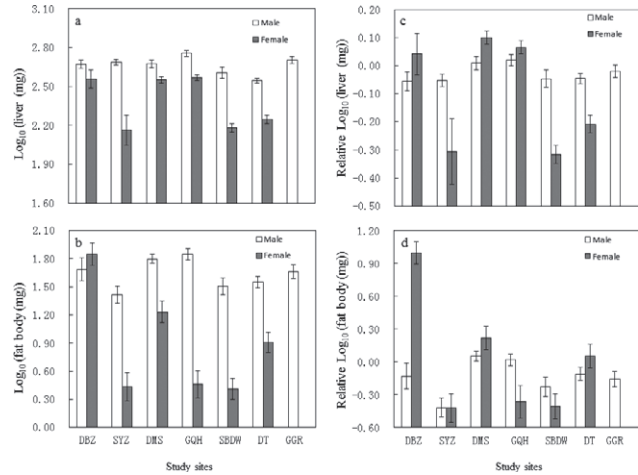 a
Male
Female
Log10 (liver (mg))
3.10
2.80
2.50
2.20
1.90
1.60
c
Male
Female
Relative Log10 (liver (mg))
0.20
0.10
0.00
-0.10
-0.20
-0.30
-0.40
-0.50
b
Male
Female
Log10 (fat body (mg))
2.10
1.80
1.50
1.20
0.90
0.60
0.30
0.00
DBZ SYZ DMS GQH SBDW DT GGR
Study sites
d
Male
Female
Relative Log10 (fat body (mg))
1.20
0.90
0.60
0.30
0.00
-0.30
-0.60
DBZ SYZ DMS GQH SBDW DT GGR
Study sites